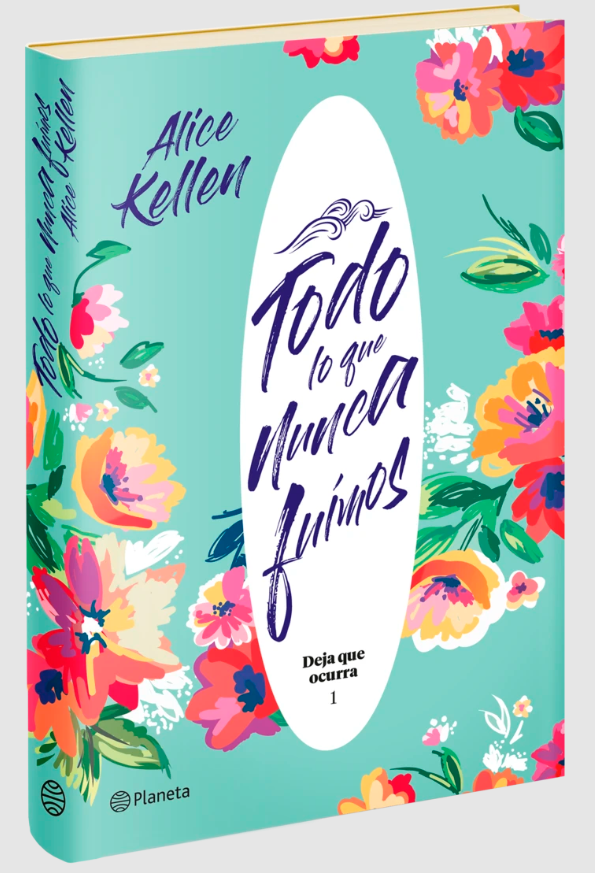 Todo lo que Nunca fuimos
Alice Kellen
Alice
Kellen
Todo
lo que
Nunca
fuimos
Deja que
ocurra
1
Planeta